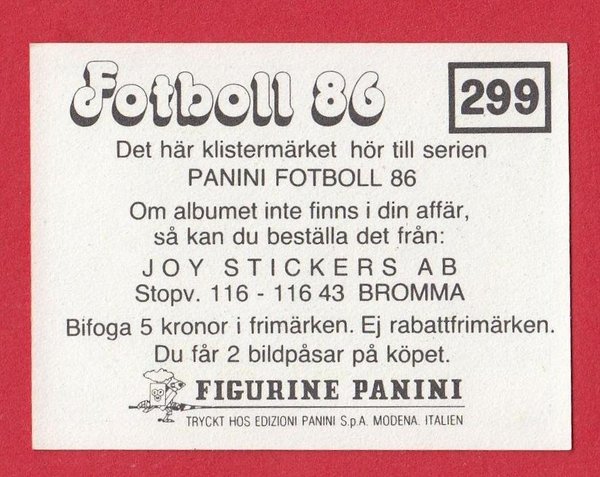 Fotboll 86
299
Det här klistermärket hör till serien
PANINI FOTBOLL 86
Om albumet inte finns i din affär,
så kan du beställa det från:
JOY STICKERS AB
Stopv. 116 - 116 43 BROMMA
Bifoga 5 kronor i frimärken. Ej rabattfrimärken.
Du får 2 bildpåsar på köpet.
FIGURINE PANINI
TRYCKT HOS EDIZIONI PANINI S.p.A. MODENA. ITALIEN